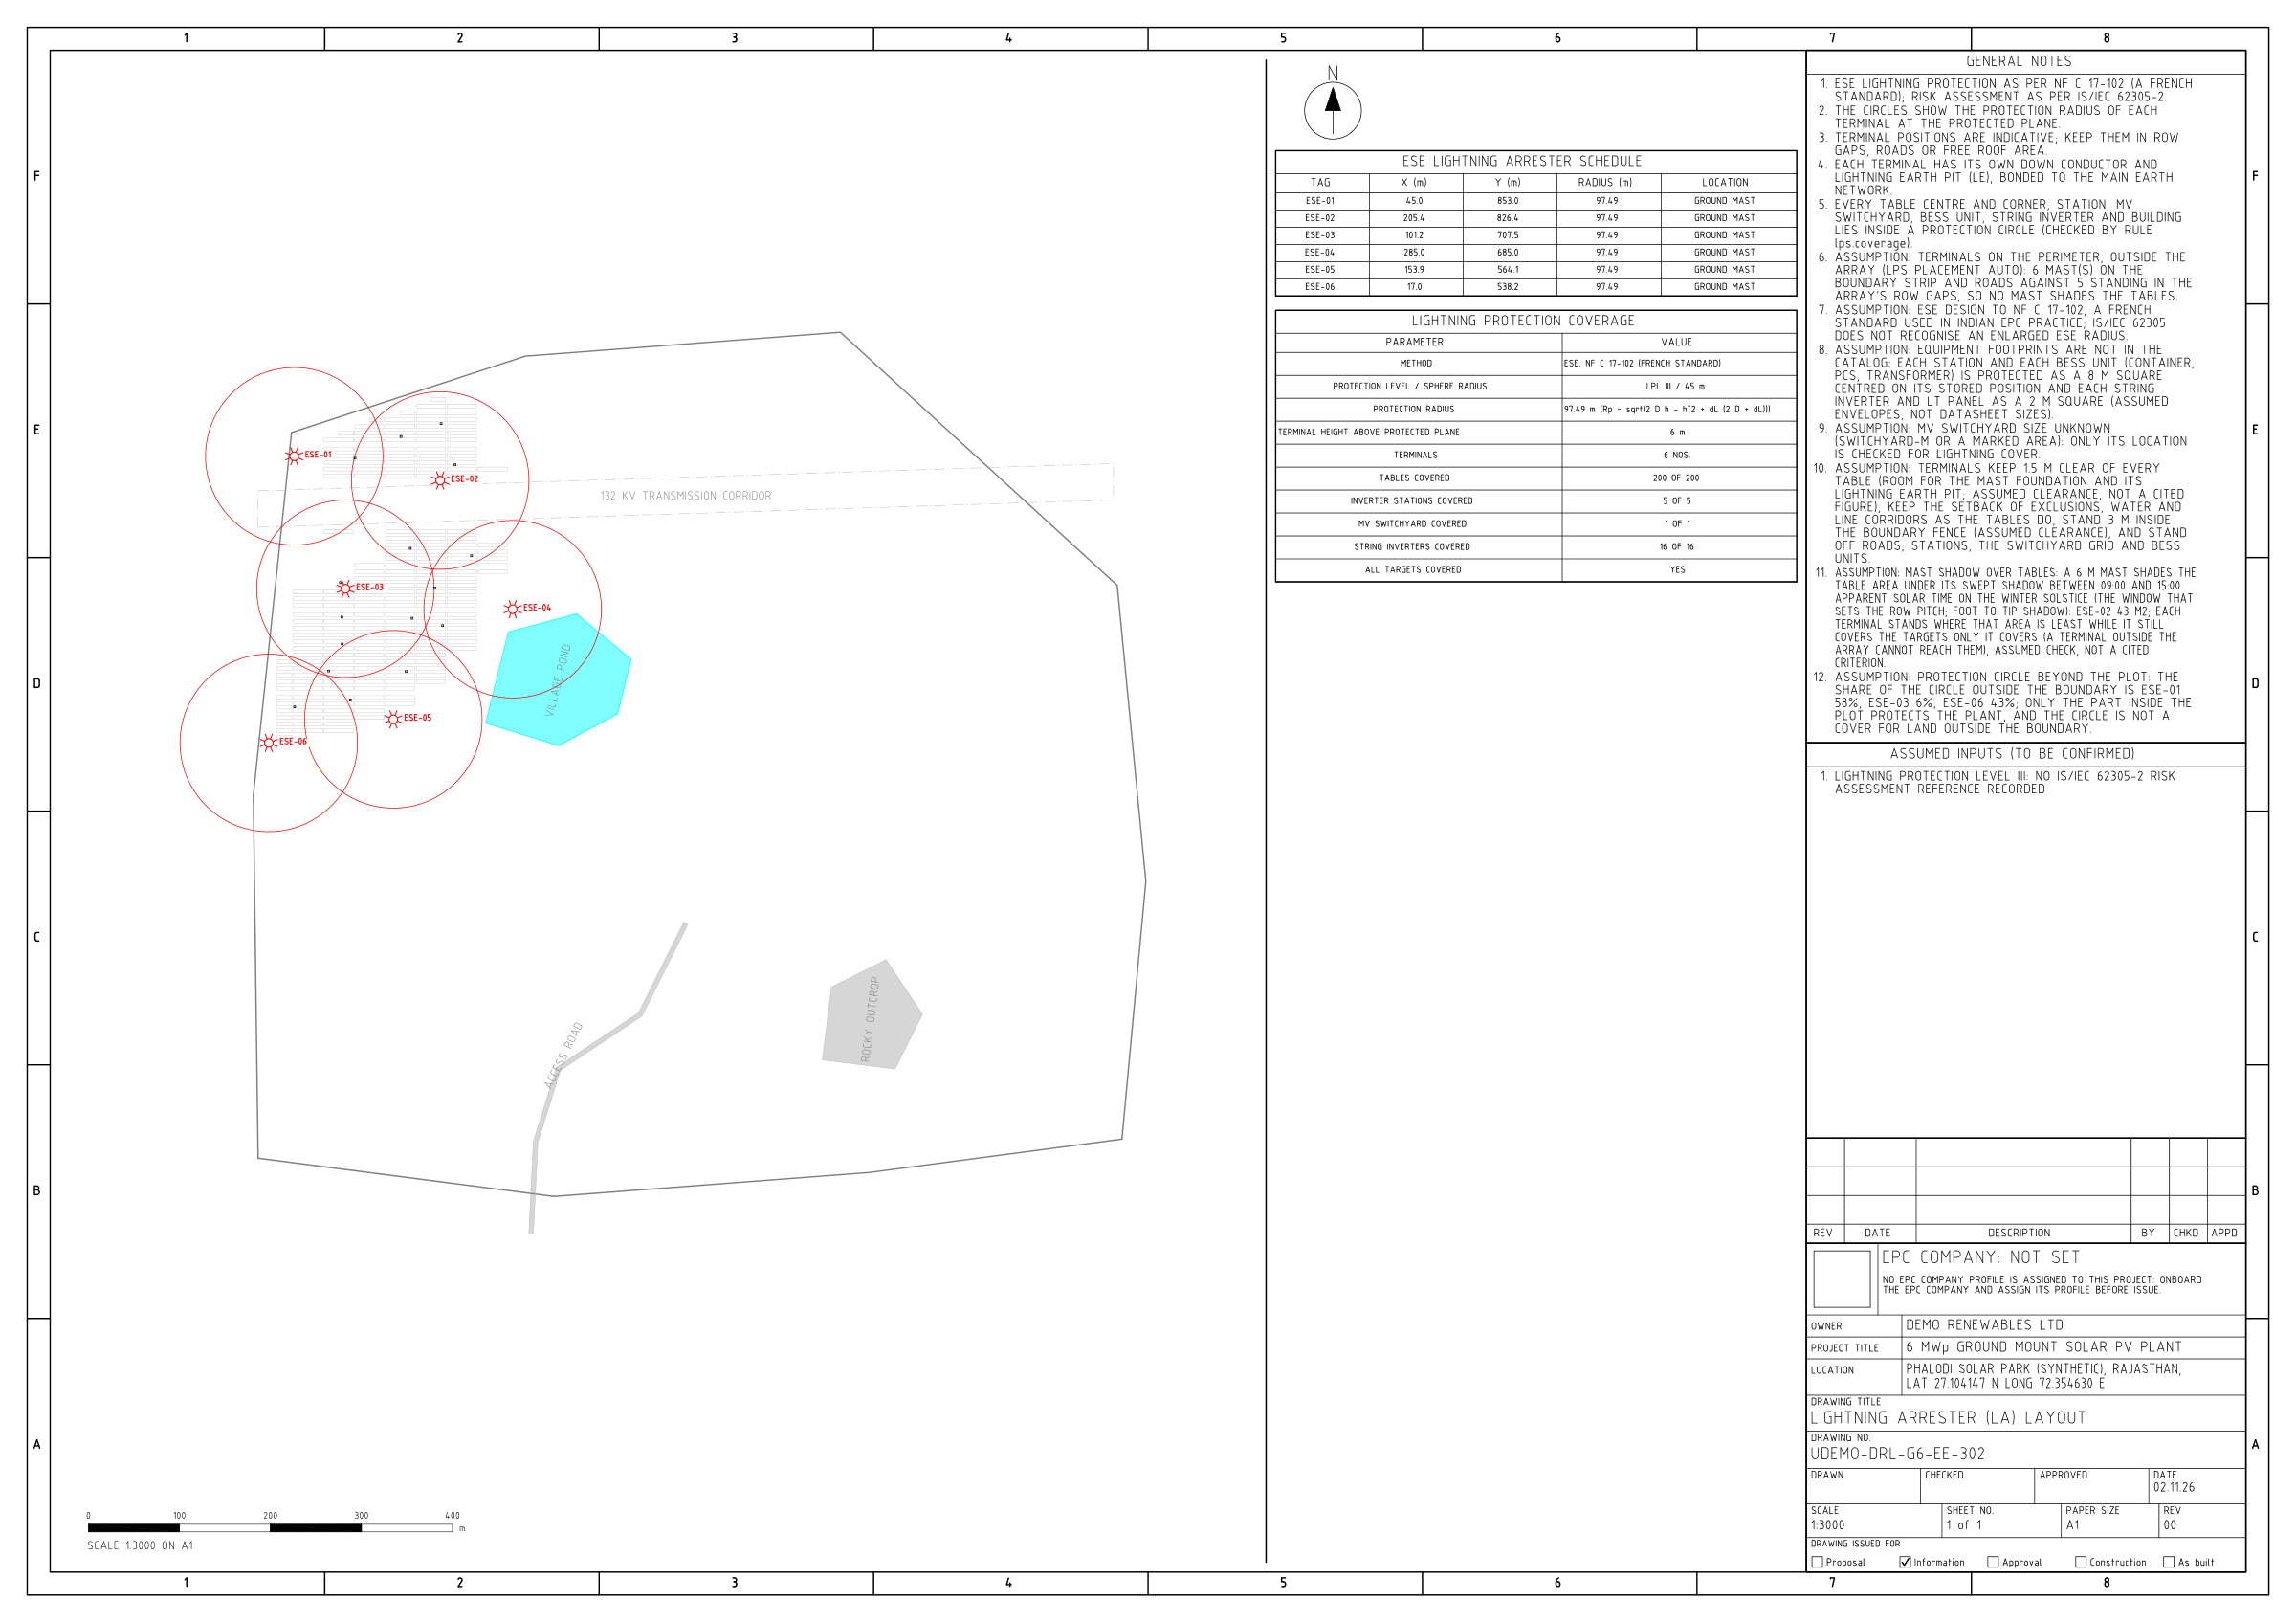 1 2 3 4 5 6 7 8
F
E
D
C
B
A
ESE-01
ESE-02
132 KV TRANSMISSION CORRIDOR
ESE-03
ESE-04
VILLAGE POND
ESE-05
ESE-06
ACCESS ROAD
ROCKY OUTCROP
0 100 200 300 400 m
SCALE 1:3000 ON A1
N
ESE LIGHTNING ARRESTER SCHEDULE
TAG X (m) Y (m) RADIUS (m) LOCATION
ESE-01 45.0 853.0 97.49 GROUND MAST
ESE-02 205.4 826.4 97.49 GROUND MAST
ESE-03 101.2 707.5 97.49 GROUND MAST
ESE-04 285.0 685.0 97.49 GROUND MAST
ESE-05 153.9 564.1 97.49 GROUND MAST
ESE-06 17.0 538.2 97.49 GROUND MAST
LIGHTNING PROTECTION COVERAGE
PARAMETER VALUE
METHOD ESE, NF C 17-102 (FRENCH STANDARD)
PROTECTION LEVEL / SPHERE RADIUS LPL III / 45 m
PROTECTION RADIUS 97.49 m (Rp = sqrt(2 D h - h^2 + dL (2 D + dL)))
TERMINAL HEIGHT ABOVE PROTECTED PLANE 6 m
TERMINALS 6 NOS.
TABLES COVERED 200 OF 200
INVERTER STATIONS COVERED 5 OF 5
MV SWITCHYARD COVERED 1 OF 1
STRING INVERTERS COVERED 16 OF 16
ALL TARGETS COVERED YES
GENERAL NOTES
1. ESE LIGHTNING PROTECTION AS PER NF C 17-102 (A FRENCH
STANDARD); RISK ASSESSMENT AS PER IS/IEC 62305-2.
2. THE CIRCLES SHOW THE PROTECTION RADIUS OF EACH
TERMINAL AT THE PROTECTED PLANE.
3. TERMINAL POSITIONS ARE INDICATIVE; KEEP THEM IN ROW
GAPS, ROADS OR FREE ROOF AREA.
4. EACH TERMINAL HAS ITS OWN DOWN CONDUCTOR AND
LIGHTNING EARTH PIT (LE), BONDED TO THE MAIN EARTH
NETWORK.
5. EVERY TABLE CENTRE AND CORNER, STATION, MV
SWITCHYARD, BESS UNIT, STRING INVERTER AND BUILDING
LIES INSIDE A PROTECTION CIRCLE (CHECKED BY RULE
lps.coverage).
6. ASSUMPTION: TERMINALS ON THE PERIMETER, OUTSIDE THE
ARRAY (LPS PLACEMENT AUTO): 6 MAST(S) ON THE
BOUNDARY STRIP AND ROADS AGAINST 5 STANDING IN THE
ARRAY'S ROW GAPS, SO NO MAST SHADES THE TABLES.
7. ASSUMPTION: ESE DESIGN TO NF C 17-102, A FRENCH
STANDARD USED IN INDIAN EPC PRACTICE; IS/IEC 62305
DOES NOT RECOGNISE AN ENLARGED ESE RADIUS.
8. ASSUMPTION: EQUIPMENT FOOTPRINTS ARE NOT IN THE
CATALOG: EACH STATION AND EACH BESS UNIT (CONTAINER,
PCS, TRANSFORMER) IS PROTECTED AS A 8 M SQUARE
CENTRED ON ITS STORED POSITION AND EACH STRING
INVERTER AND LT PANEL AS A 2 M SQUARE (ASSUMED
ENVELOPES, NOT DATASHEET SIZES).
9. ASSUMPTION: MV SWITCHYARD SIZE UNKNOWN
(SWITCHYARD-M OR A MARKED AREA): ONLY ITS LOCATION
IS CHECKED FOR LIGHTNING COVER.
10. ASSUMPTION: TERMINALS KEEP 1.5 M CLEAR OF EVERY
TABLE (ROOM FOR THE MAST FOUNDATION AND ITS
LIGHTNING EARTH PIT; ASSUMED CLEARANCE, NOT A CITED
FIGURE), KEEP THE SETBACK OF EXCLUSIONS, WATER AND
LINE CORRIDORS AS THE TABLES DO, STAND 3 M INSIDE
THE BOUNDARY FENCE (ASSUMED CLEARANCE), AND STAND
OFF ROADS, STATIONS, THE SWITCHYARD GRID AND BESS
UNITS.
11. ASSUMPTION: MAST SHADOW OVER TABLES: A 6 M MAST SHADES THE
TABLE AREA UNDER ITS SWEPT SHADOW BETWEEN 09:00 AND 15:00
APPARENT SOLAR TIME ON THE WINTER SOLSTICE (THE WINDOW THAT
SETS THE ROW PITCH; FOOT TO TIP SHADOW): ESE-02 43 M2; EACH
TERMINAL STANDS WHERE THAT AREA IS LEAST WHILE IT STILL
COVERS THE TARGETS ONLY IT COVERS (A TERMINAL OUTSIDE THE
ARRAY CANNOT REACH THEM), ASSUMED CHECK, NOT A CITED
CRITERION.
12. ASSUMPTION: PROTECTION CIRCLE BEYOND THE PLOT: THE
SHARE OF THE CIRCLE OUTSIDE THE BOUNDARY IS ESE-01
58%, ESE-03 6%, ESE-06 43%; ONLY THE PART INSIDE THE
PLOT PROTECTS THE PLANT, AND THE CIRCLE IS NOT A
COVER FOR LAND OUTSIDE THE BOUNDARY.
ASSUMED INPUTS (TO BE CONFIRMED)
1. LIGHTNING PROTECTION LEVEL III: NO IS/IEC 62305-2 RISK
ASSESSMENT REFERENCE RECORDED
REV DATE DESCRIPTION BY CHKD APPD
EPC COMPANY: NOT SET
NO EPC COMPANY PROFILE IS ASSIGNED TO THIS PROJECT: ONBOARD
THE EPC COMPANY AND ASSIGN ITS PROFILE BEFORE ISSUE.
OWNER DEMO RENEWABLES LTD
PROJECT TITLE 6 MWp GROUND MOUNT SOLAR PV PLANT
LOCATION PHALODI SOLAR PARK (SYNTHETIC), RAJASTHAN,
LAT 27.104147 N LONG 72.354630 E
DRAWING TITLE
LIGHTNING ARRESTER (LA) LAYOUT
DRAWING NO.
UDEMO-DRL-G6-EE-302
DRAWN CHECKED APPROVED DATE
02.11.26
SCALE SHEET NO. PAPER SIZE REV
1:3000 1 of 1 A1 00
DRAWING ISSUED FOR
Proposal Information Approval Construction As built
F
E
D
C
B
A
1 2 3 4 5 6 7 8